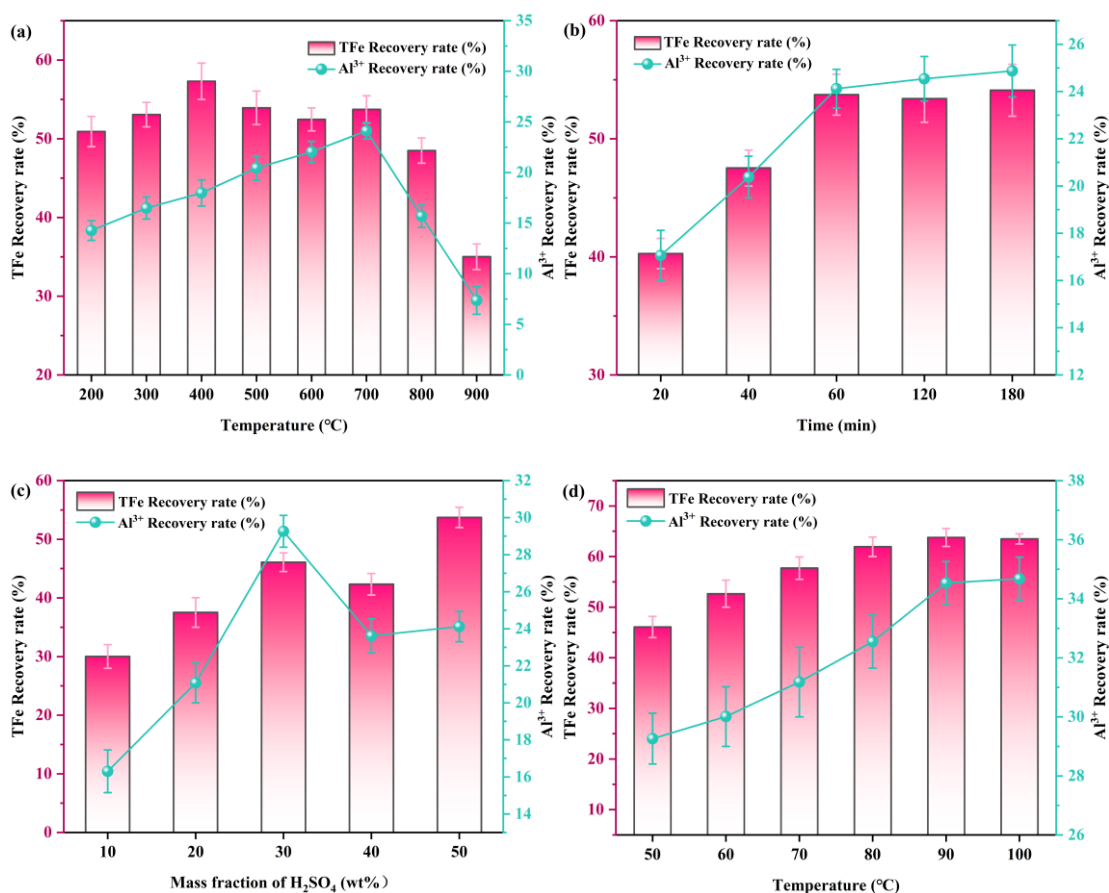 (a)
TFe Recovery rate (%)
Al³⁺ Recovery rate (%)
TFe Recovery rate (%)
60
50
40
30
20
35
30
25
20
15
10
5
0
Al³⁺ Recovery rate (%)
200 300 400 500 600 700 800 900
Temperature (℃)
(b)
TFe Recovery rate (%)
Al³⁺ Recovery rate (%)
TFe Recovery rate (%)
60
50
40
30
26
24
22
20
18
16
14
12
Al³⁺ Recovery rate (%)
20 40 60 120 180
Time (min)
(c)
TFe Recovery rate (%)
Al³⁺ Recovery rate (%)
TFe Recovery rate (%)
60
50
40
30
20
10
0
32
30
28
26
24
22
20
18
16
14
Al³⁺ Recovery rate (%)
10 20 30 40 50
Mass fraction of H₂SO₄ (wt%）
(d)
TFe Recovery rate (%)
Al³⁺ Recovery rate (%)
TFe Recovery rate (%)
70
60
50
40
30
20
10
38
36
34
32
30
28
26
Al³⁺ Recovery rate (%)
50 60 70 80 90 100
Temperature (℃)